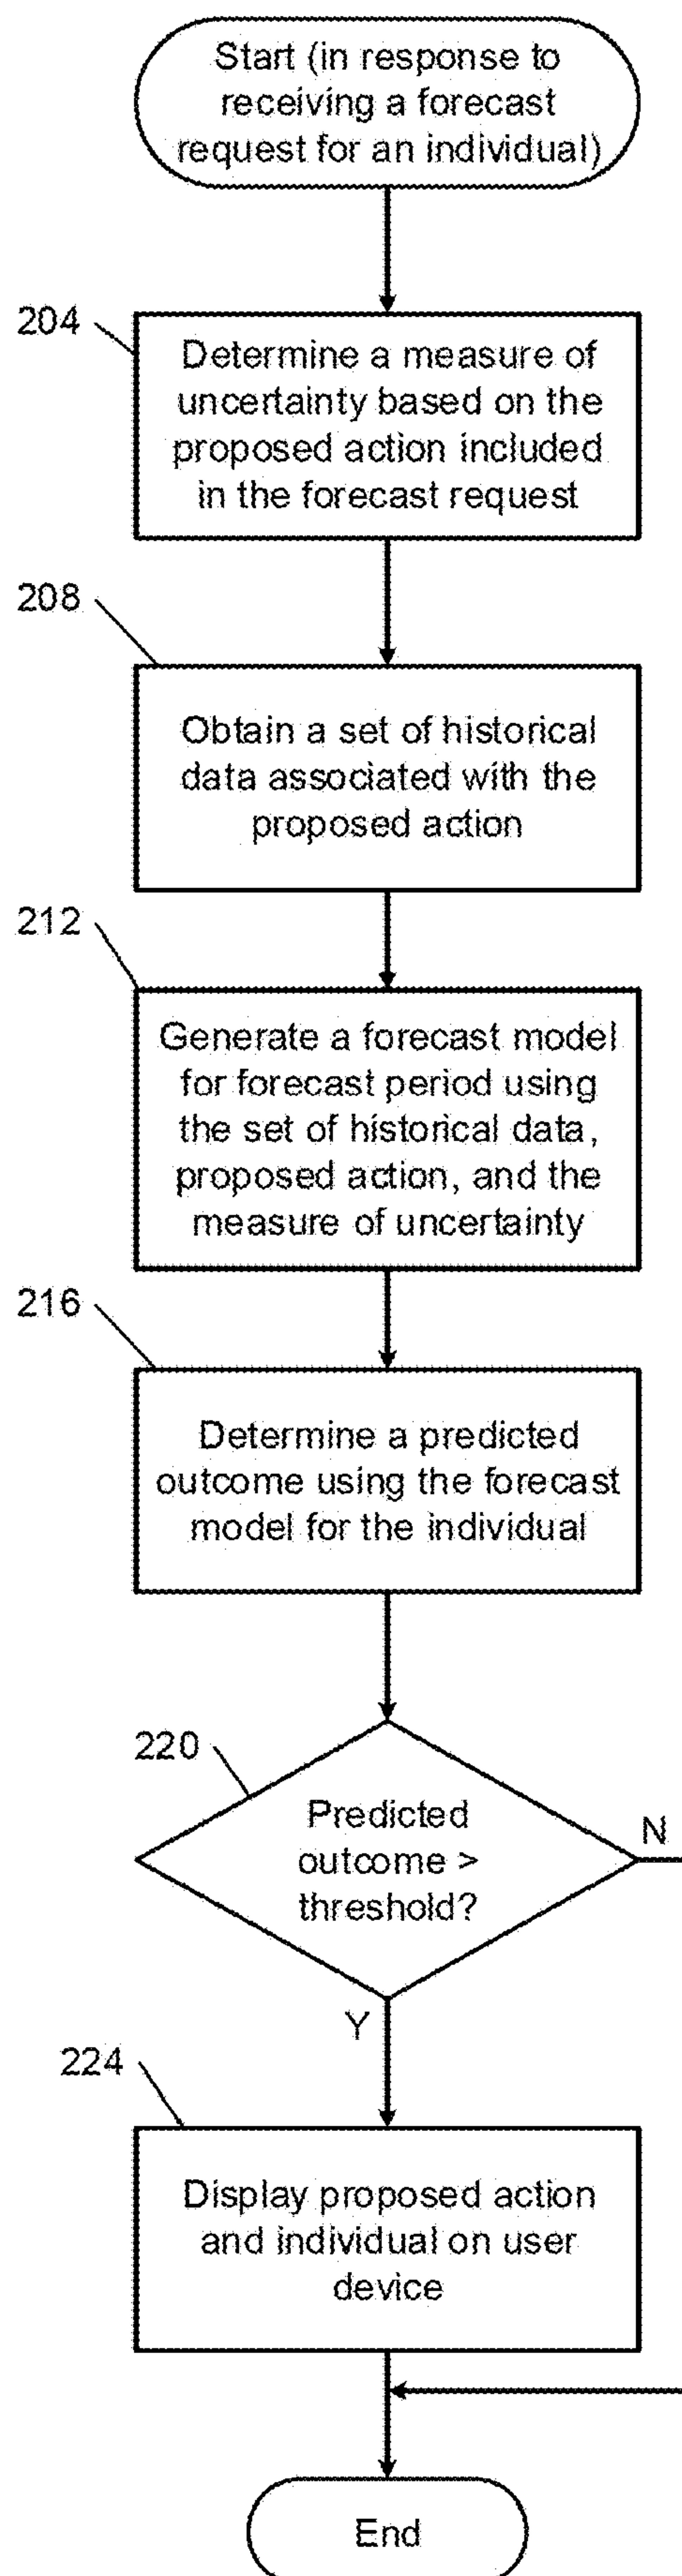 Start (in response to
receiving a forecast
request for an individual)
204
Determine a measure of
uncertainty based on the
proposed action included
in the forecast request
208
Obtain a set of historical
data associated with the
proposed action
212
Generate a forecast model
for forecast period using
the set of historical data,
proposed action, and the
measure of uncertainty
216
Determine a predicted
outcome using the forecast
model for the individual
220
Predicted
outcome >
threshold?
N
Y
224
Display proposed action
and individual on user
device
End